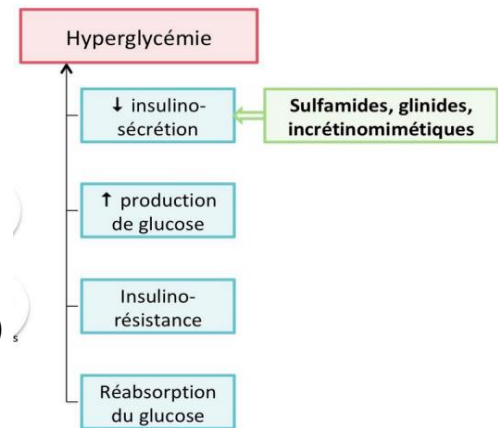 Hyperglycémie
↓ insulino-
sécrétion
Sulfamides, glinides,
incrétinomimétiques
↑ production
de glucose
Insulino-
résistance
s
Réabsorption
du glucose